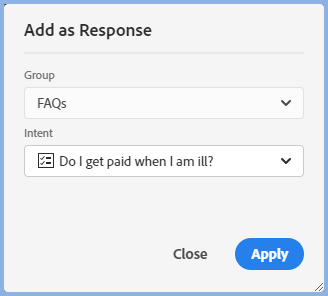 Add as Response
Group
FAQs
Intent
Do I get paid when I am ill?
Close Apply